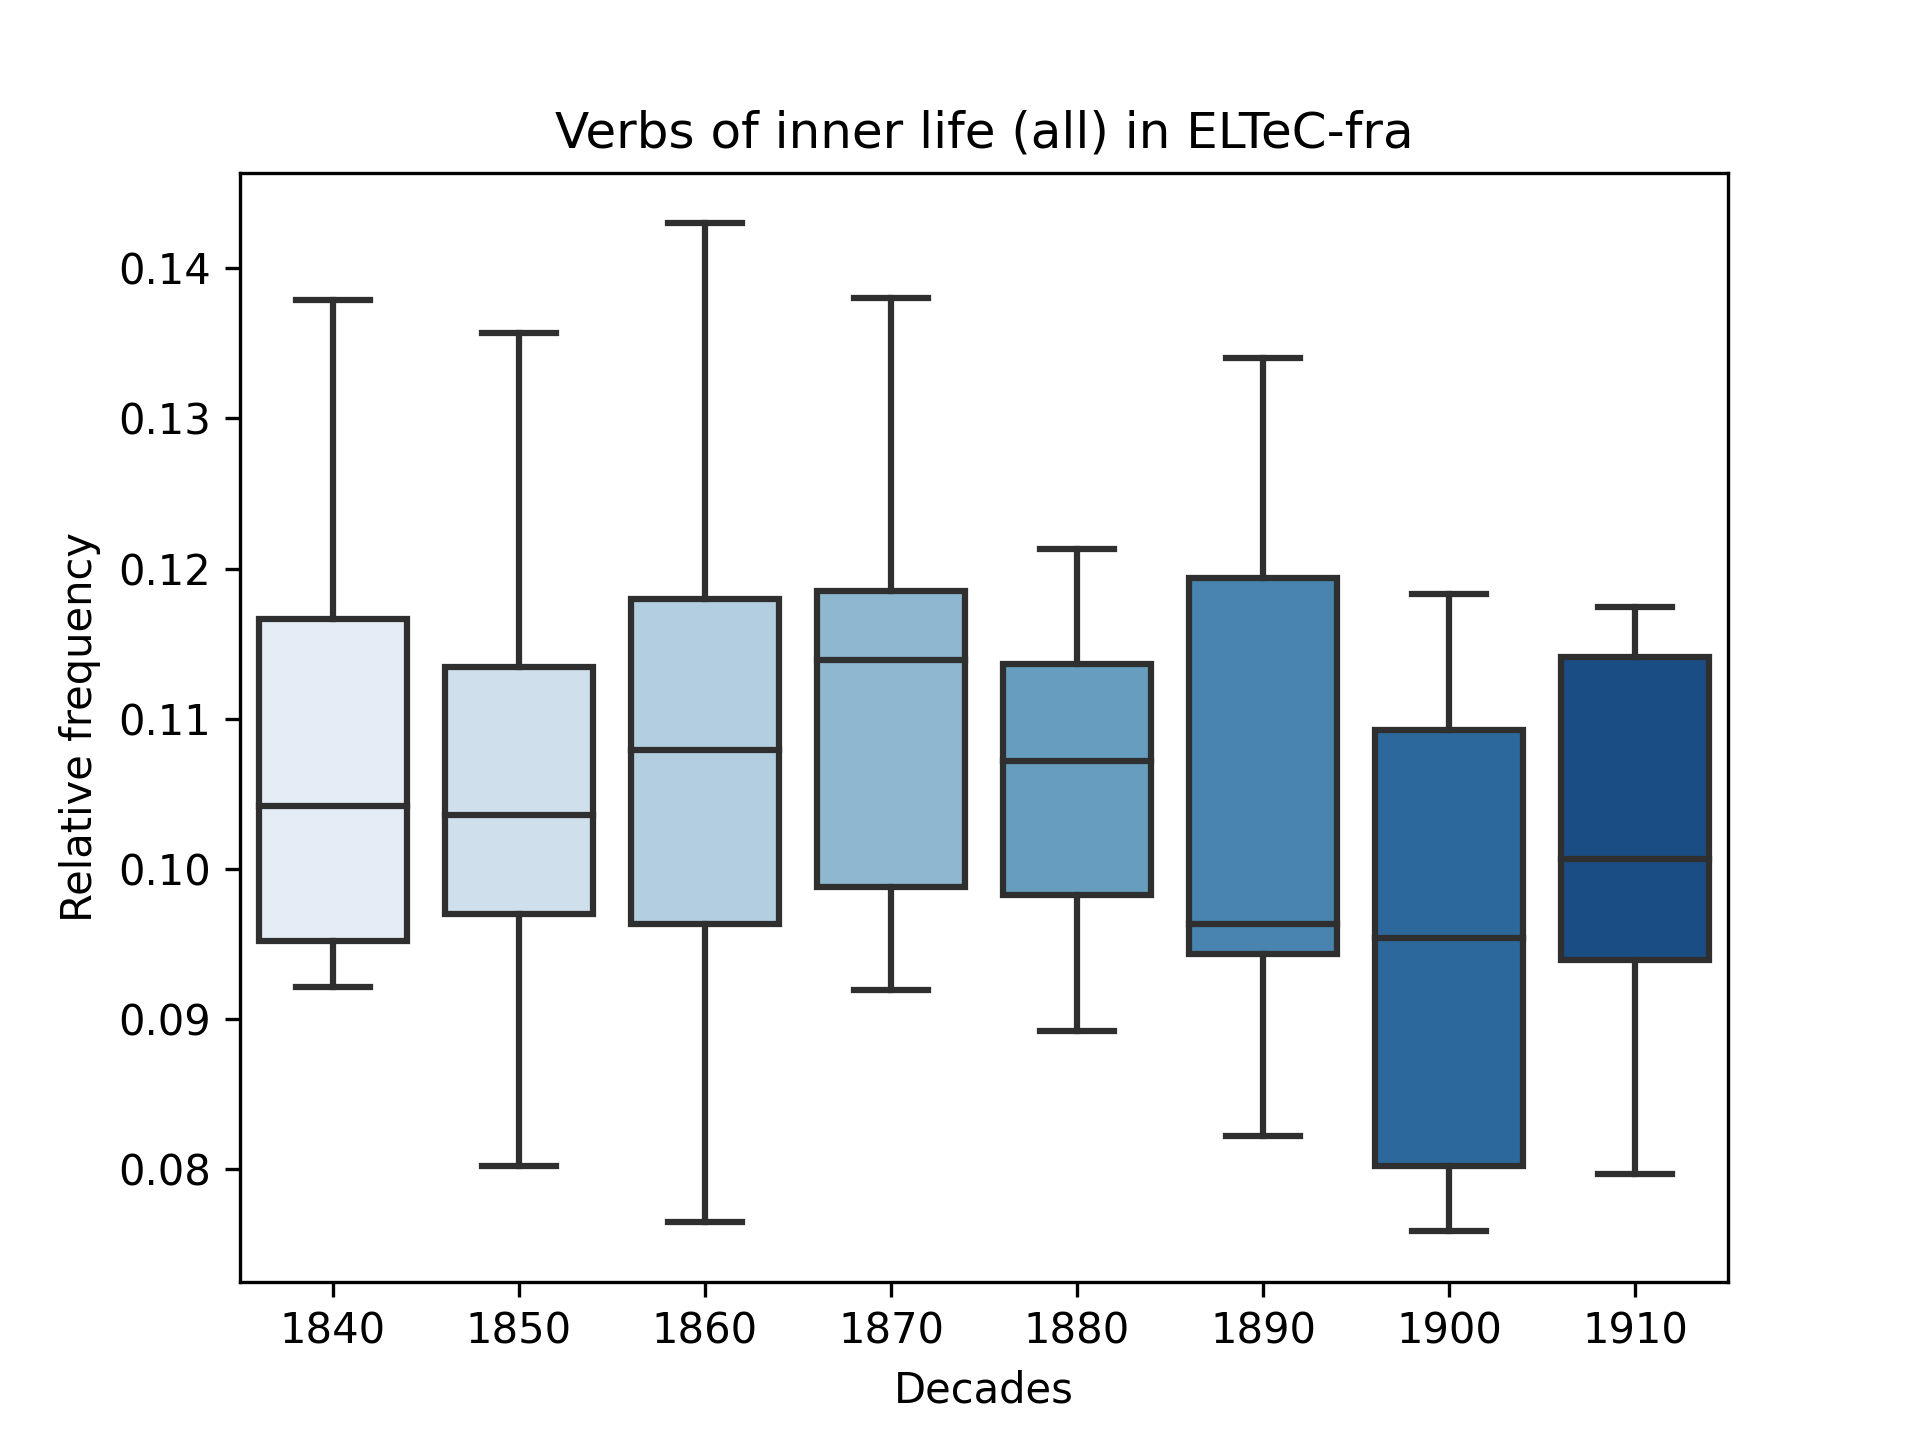 Verbs of inner life (all) in ELTeC-fra
Relative frequency
0.14
0.13
0.12
0.11
0.10
0.09
0.08
1840 1850 1860 1870 1880 1890 1900 1910
Decades